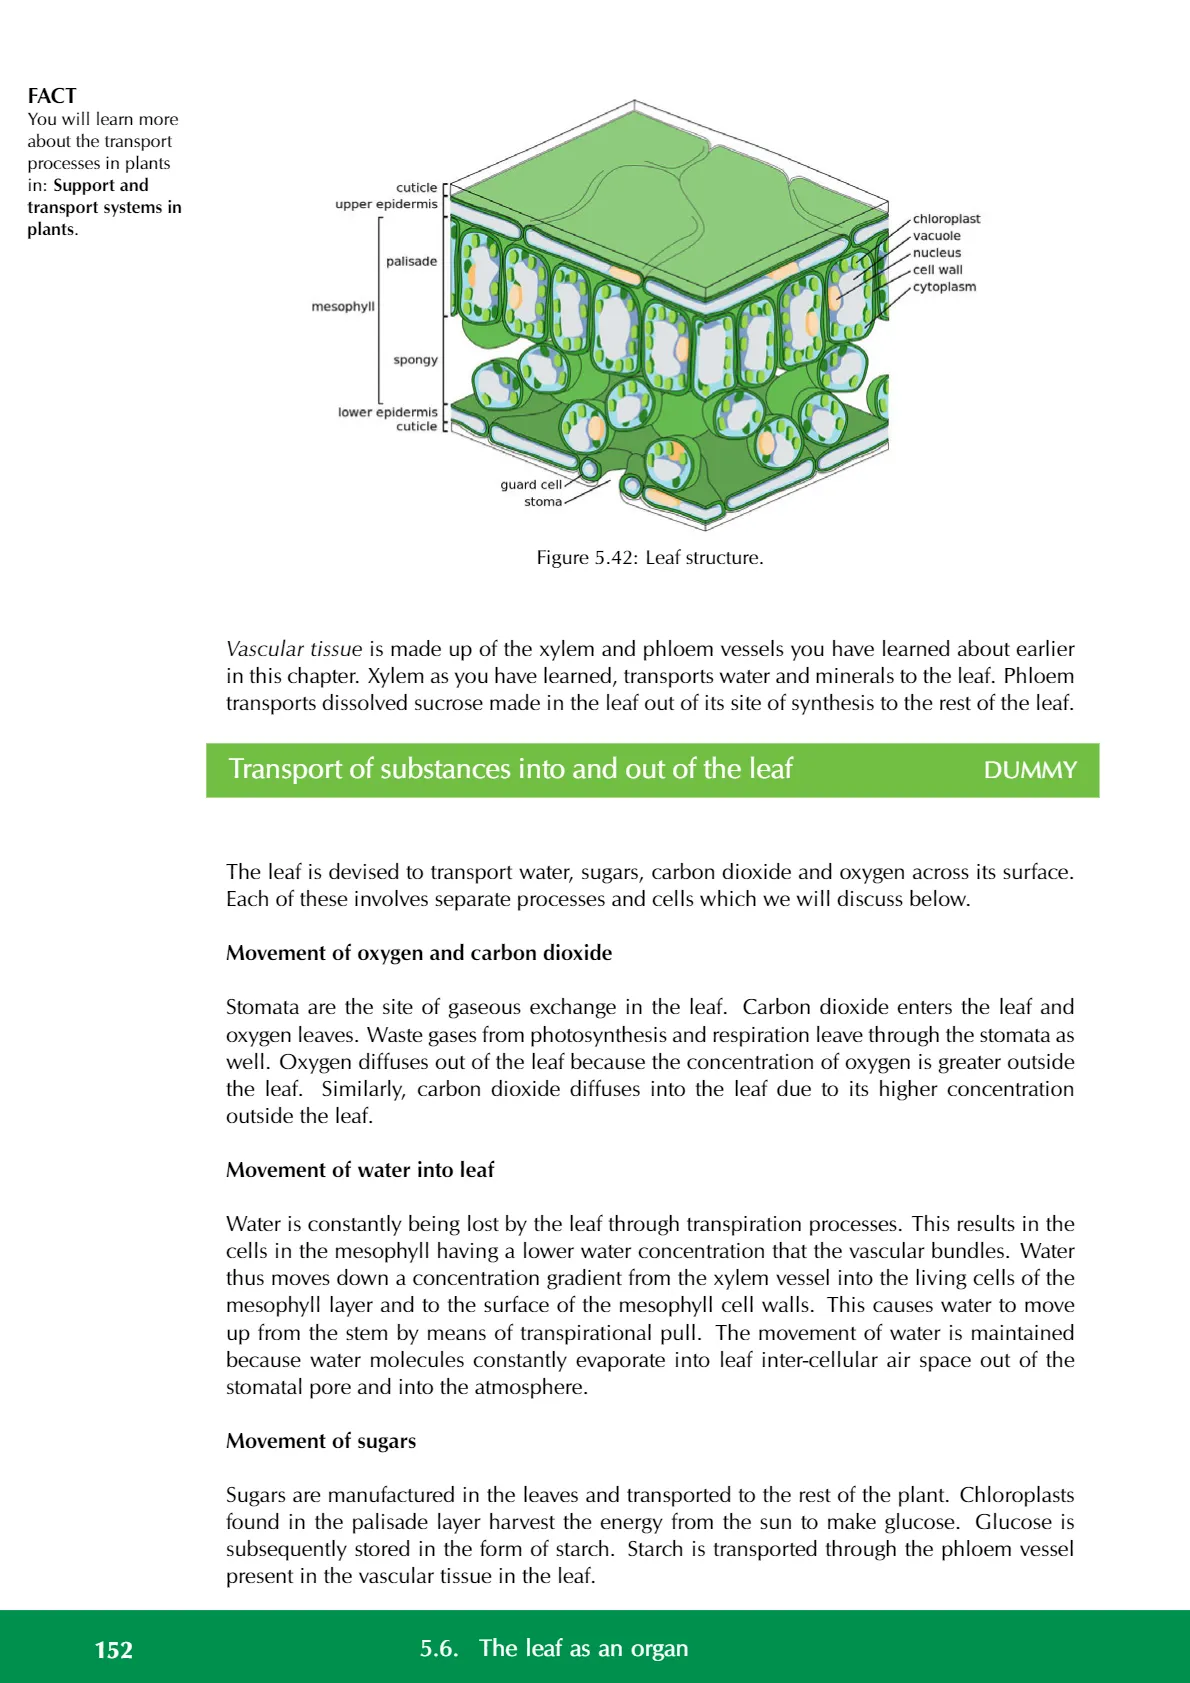 FACT
You will learn more
about the transport
processes in plants
in: Support and
transport systems in
plants.
cuticle
upper epidermis
palisade
mesophyll
spongy
lower epidermis
cuticle
guard cell
stoma
chloroplast
vacuole
nucleus
cell wall
cytoplasm
Figure 5.42: Leaf structure.
Vascular tissue is made up of the xylem and phloem vessels you have learned about earlier
in this chapter. Xylem as you have learned, transports water and minerals to the leaf. Phloem
transports dissolved sucrose made in the leaf out of its site of synthesis to the rest of the leaf.
Transport of substances into and out of the leaf DUMMY
The leaf is devised to transport water, sugars, carbon dioxide and oxygen across its surface.
Each of these involves separate processes and cells which we will discuss below.
Movement of oxygen and carbon dioxide
Stomata are the site of gaseous exchange in the leaf. Carbon dioxide enters the leaf and
oxygen leaves. Waste gases from photosynthesis and respiration leave through the stomata as
well. Oxygen diffuses out of the leaf because the concentration of oxygen is greater outside
the leaf. Similarly, carbon dioxide diffuses into the leaf due to its higher concentration
outside the leaf.
Movement of water into leaf
Water is constantly being lost by the leaf through transpiration processes. This results in the
cells in the mesophyll having a lower water concentration that the vascular bundles. Water
thus moves down a concentration gradient from the xylem vessel into the living cells of the
mesophyll layer and to the surface of the mesophyll cell walls. This causes water to move
up from the stem by means of transpirational pull. The movement of water is maintained
because water molecules constantly evaporate into leaf inter-cellular air space out of the
stomatal pore and into the atmosphere.
Movement of sugars
Sugars are manufactured in the leaves and transported to the rest of the plant. Chloroplasts
found in the palisade layer harvest the energy from the sun to make glucose. Glucose is
subsequently stored in the form of starch. Starch is transported through the phloem vessel
present in the vascular tissue in the leaf.
152 5.6. The leaf as an organ